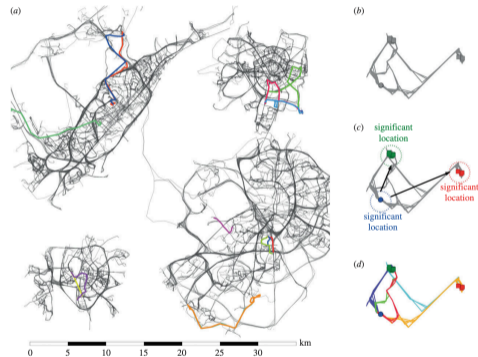 (a)
(b)
(c)
significant
location
significant
location
significant
location
(d)
km
0 5 10 15 20 25 30